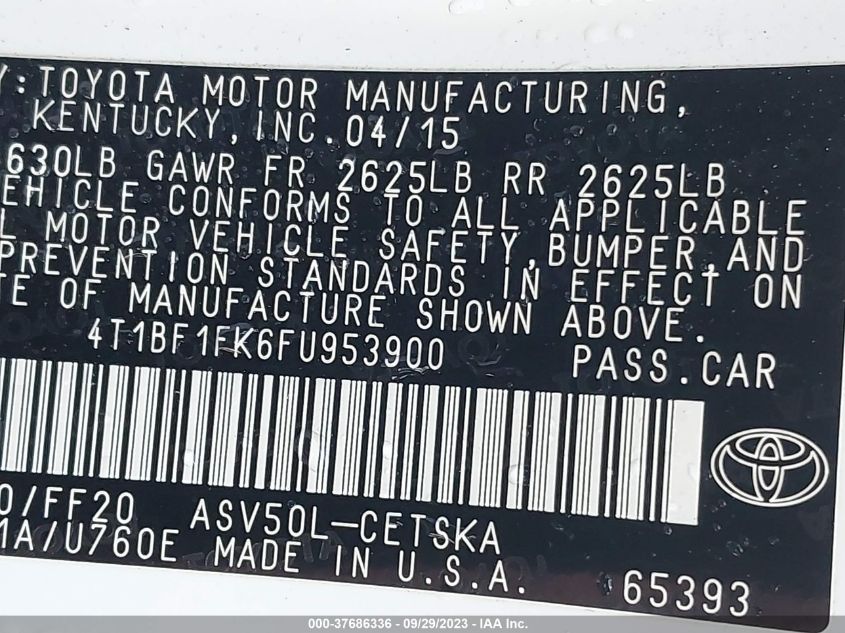 Y: TOYOTA MOTOR MANUFACTURING,
KENTUCKY, INC. 04/15
630LB GAWR FR 2625LB RR 2625LB
EHICLE CONFORMS TO ALL APPLICABLE
L MOTOR VEHICLE SAFETY, BUMPER, AND
PREVENTION STANDARDS IN EFFECT ON
TE OF MANUFACTURE SHOWN ABOVE.
4T1BF1FK6FU953900 PASS.CAR
0/FF20 ASV50L-CETSKA
1A/U760E MADE IN U.S.A. 65393
000-37686336 - 09/29/2023 - IAA Inc.